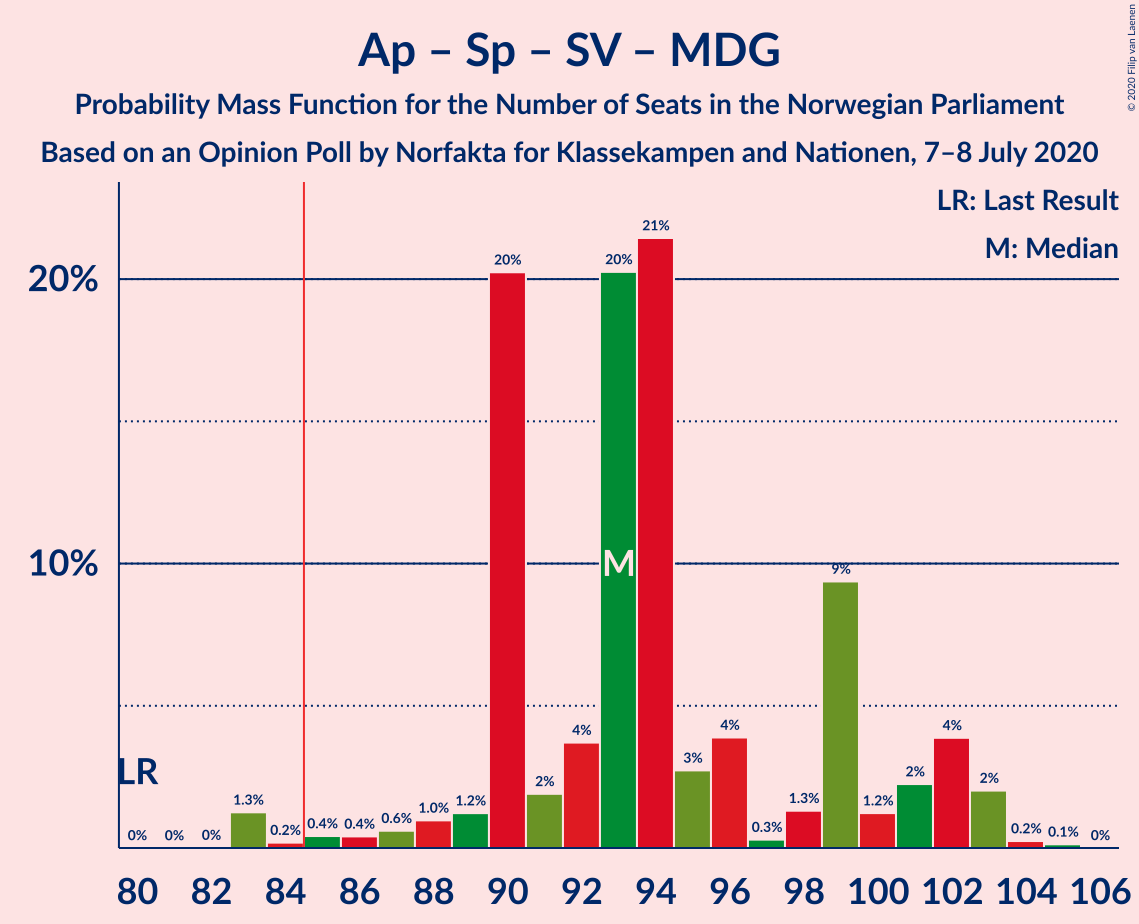 Ap – Sp – SV – MDG
Probability Mass Function for the Number of Seats in the Norwegian Parliament
Based on an Opinion Poll by Norfakta for Klassekampen and Nationen, 7–8 July 2020
© 2020 Filip van Laenen
LR: Last Result
M: Median
20%
10%
0% 0% 0% 1.3% 0.2% 0.4% 0.4% 0.6% 1.0% 1.2% 20% 2% 4% 20% 21% 3% 4% 0.3% 1.3% 9% 1.2% 2% 4% 2% 0.2% 0.1% 0%
M
LR
80 82 84 86 88 90 92 94 96 98 100 102 104 106